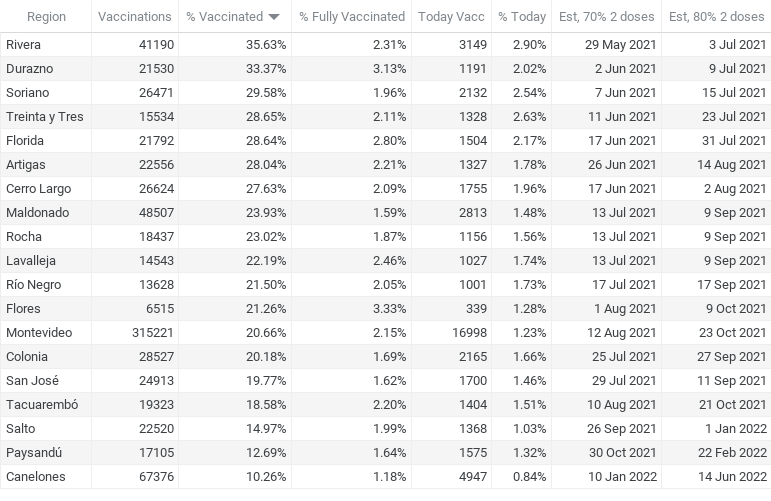 Region Vaccinations % Vaccinated % Fully Vaccinated Today Vacc % Today Est, 70% 2 doses Est, 80% 2 doses
Rivera 41190 35.63% 2.31% 3149 2.90% 29 May 2021 3 Jul 2021
Durazno 21530 33.37% 3.13% 1191 2.02% 2 Jun 2021 9 Jul 2021
Soriano 26471 29.58% 1.96% 2132 2.54% 7 Jun 2021 15 Jul 2021
Treinta y Tres 15534 28.65% 2.11% 1328 2.63% 11 Jun 2021 23 Jul 2021
Florida 21792 28.64% 2.80% 1504 2.17% 17 Jun 2021 31 Jul 2021
Artigas 22556 28.04% 2.21% 1327 1.78% 26 Jun 2021 14 Aug 2021
Cerro Largo 26624 27.63% 2.09% 1755 1.96% 17 Jun 2021 2 Aug 2021
Maldonado 48507 23.93% 1.59% 2813 1.48% 13 Jul 2021 9 Sep 2021
Rocha 18437 23.02% 1.87% 1156 1.56% 13 Jul 2021 9 Sep 2021
Lavalleja 14543 22.19% 2.46% 1027 1.74% 13 Jul 2021 9 Sep 2021
Río Negro 13628 21.50% 2.05% 1001 1.73% 17 Jul 2021 17 Sep 2021
Flores 6515 21.26% 3.33% 339 1.28% 1 Aug 2021 9 Oct 2021
Montevideo 315221 20.66% 2.15% 16998 1.23% 12 Aug 2021 23 Oct 2021
Colonia 28527 20.18% 1.69% 2165 1.66% 25 Jul 2021 27 Sep 2021
San José 24913 19.77% 1.62% 1700 1.46% 29 Jul 2021 11 Sep 2021
Tacuarembó 19323 18.58% 2.20% 1404 1.51% 10 Aug 2021 21 Oct 2021
Salto 22520 14.97% 1.99% 1368 1.03% 26 Sep 2021 1 Jan 2022
Paysandú 17105 12.69% 1.64% 1575 1.32% 30 Oct 2021 22 Feb 2022
Canelones 67376 10.26% 1.18% 4947 0.84% 10 Jan 2022 14 Jun 2022